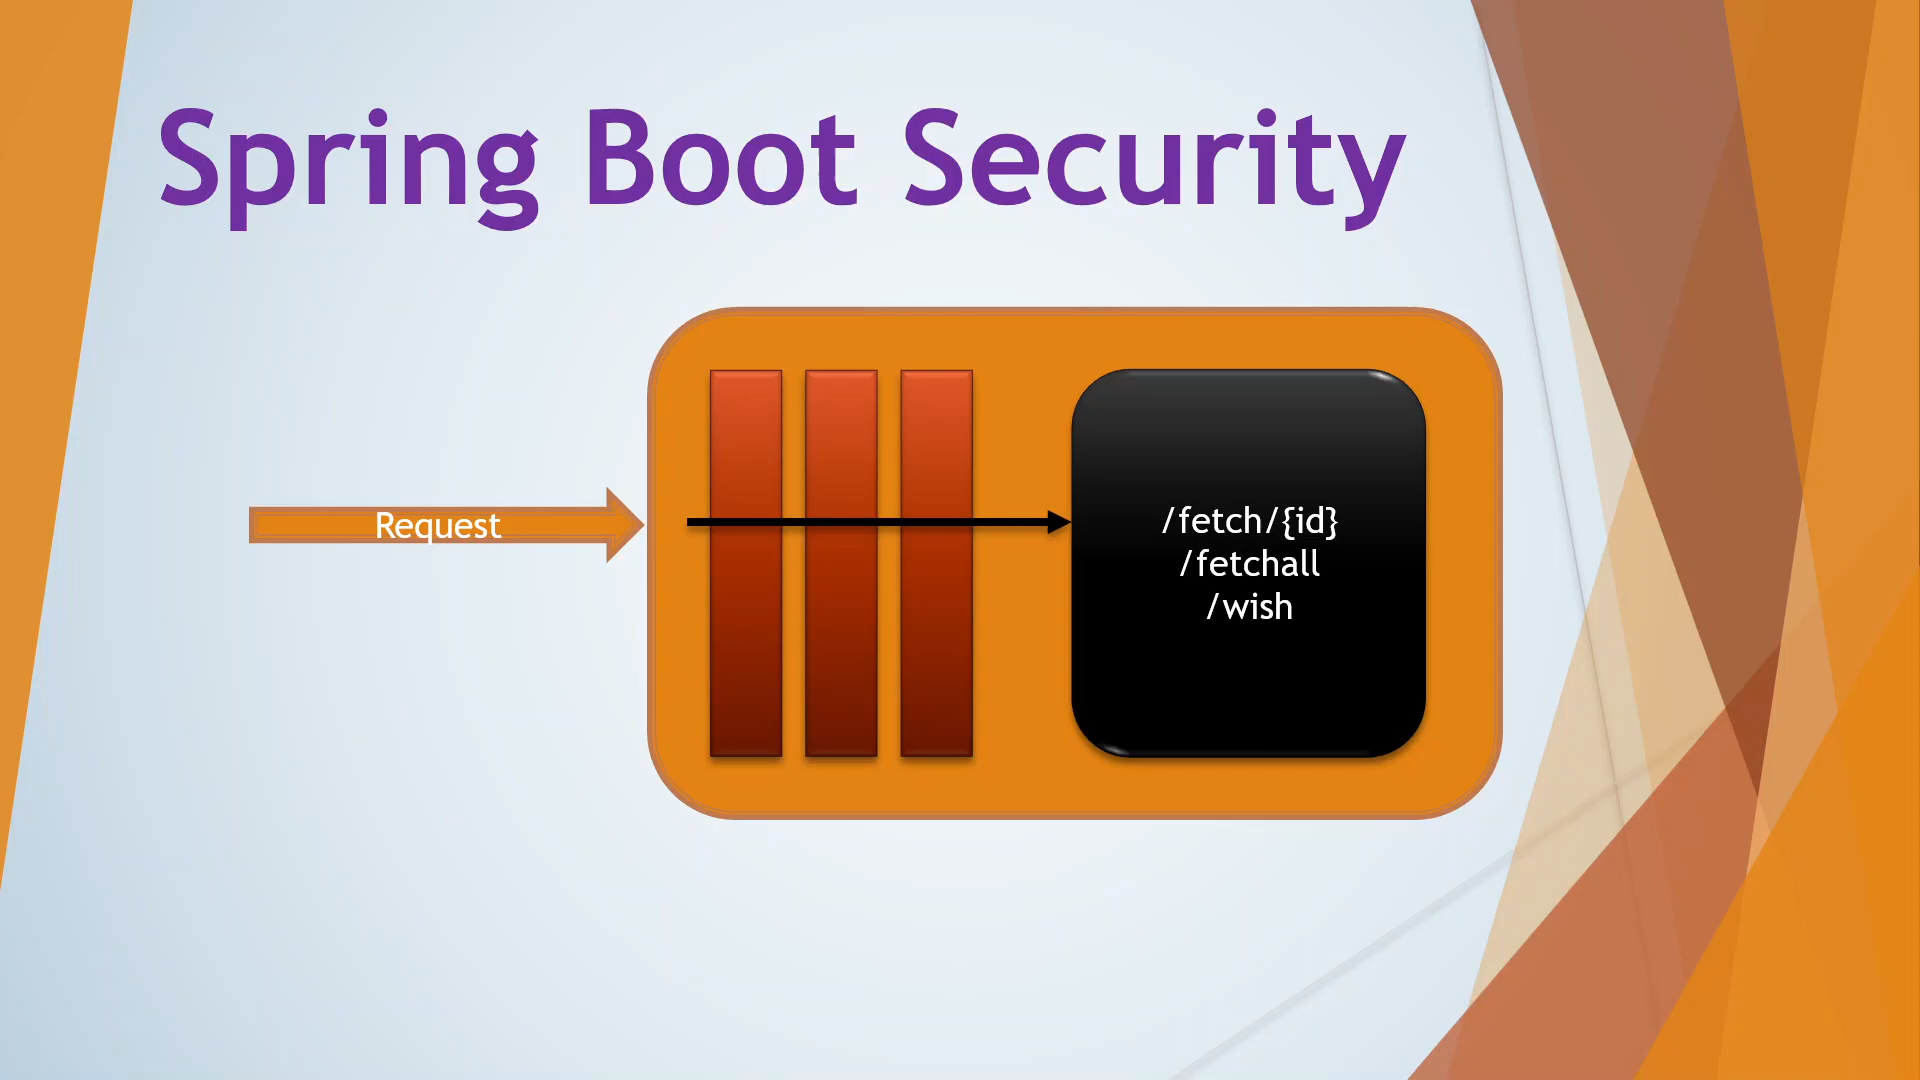 Spring Boot Security
Request
/fetch/{id}
/fetchall
/wish